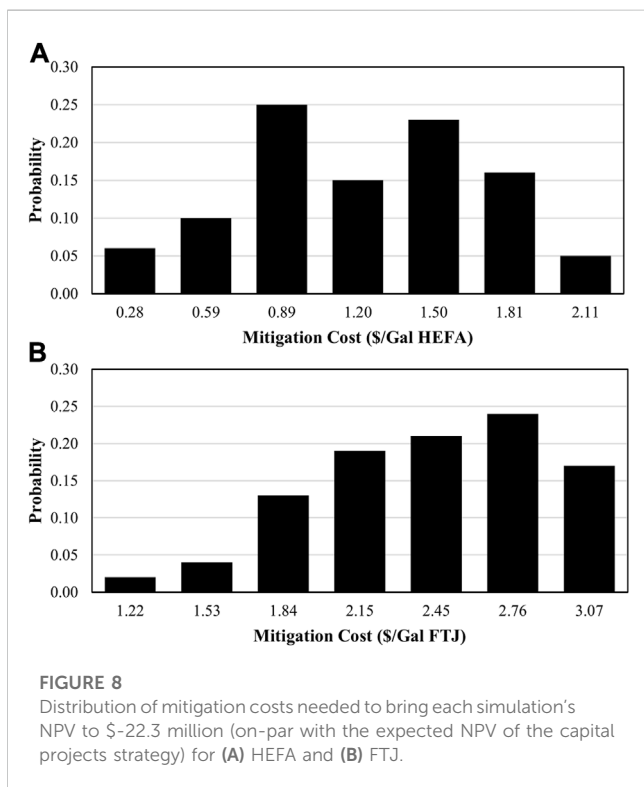 A
0.30
0.25
0.20
0.15
0.10
0.05
0.00
Probability
0.28 0.59 0.89 1.20 1.50 1.81 2.11
Mitigation Cost ($/Gal HEFA)
B
0.30
0.25
0.20
0.15
0.10
0.05
0.00
Probability
1.22 1.53 1.84 2.15 2.45 2.76 3.07
Mitigation Cost ($/Gal FTJ)
FIGURE 8
Distribution of mitigation costs needed to bring each simulation’s
NPV to $-22.3 million (on-par with the expected NPV of the capital
projects strategy) for (A) HEFA and (B) FTJ.